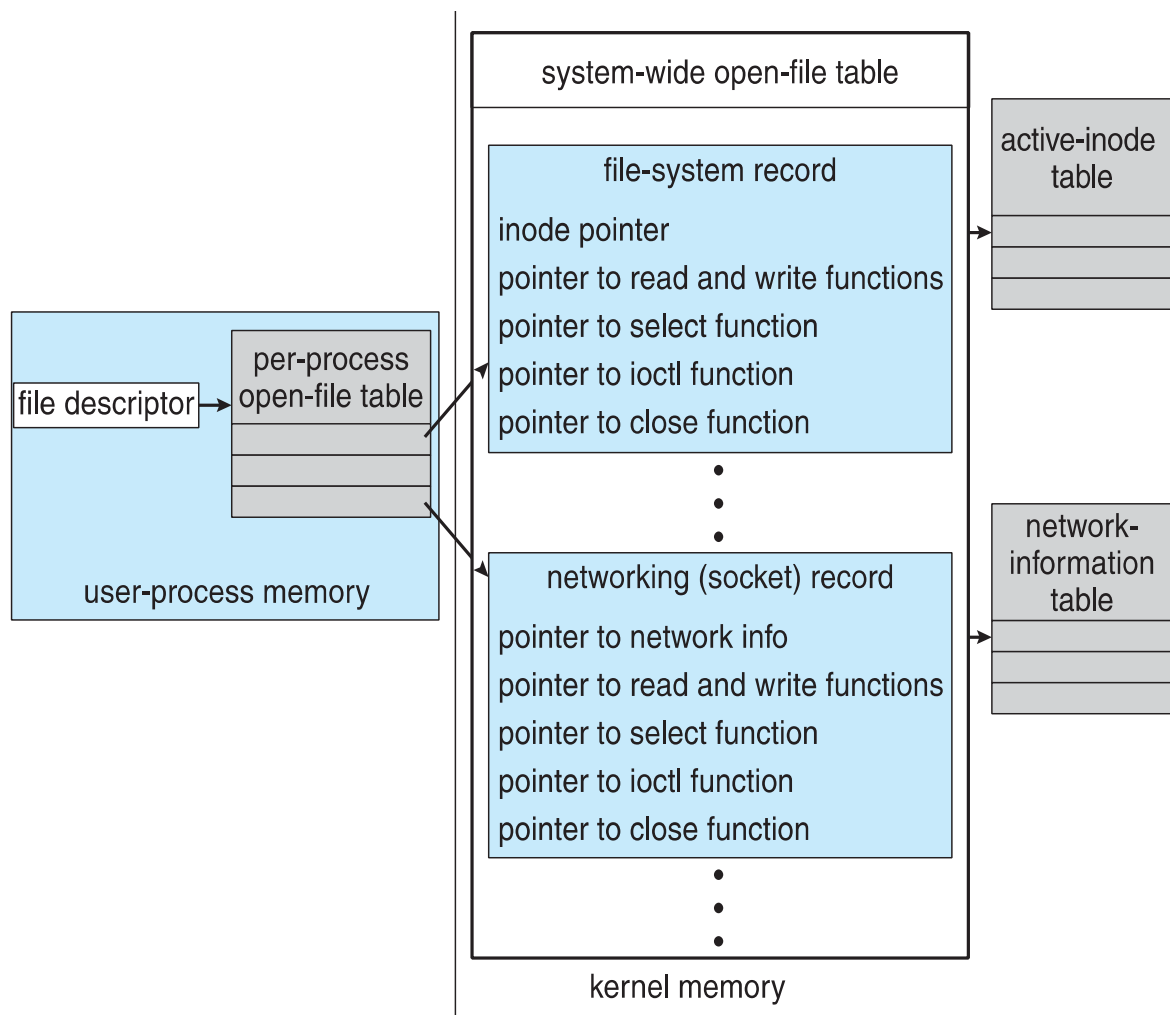 file descriptor
per-process
open-file table
user-process memory
system-wide open-file table
file-system record
inode pointer
pointer to read and write functions
pointer to select function
pointer to ioctl function
pointer to close function
networking (socket) record
pointer to network info
pointer to read and write functions
pointer to select function
pointer to ioctl function
pointer to close function
kernel memory
active-inode
table
network-
information
table